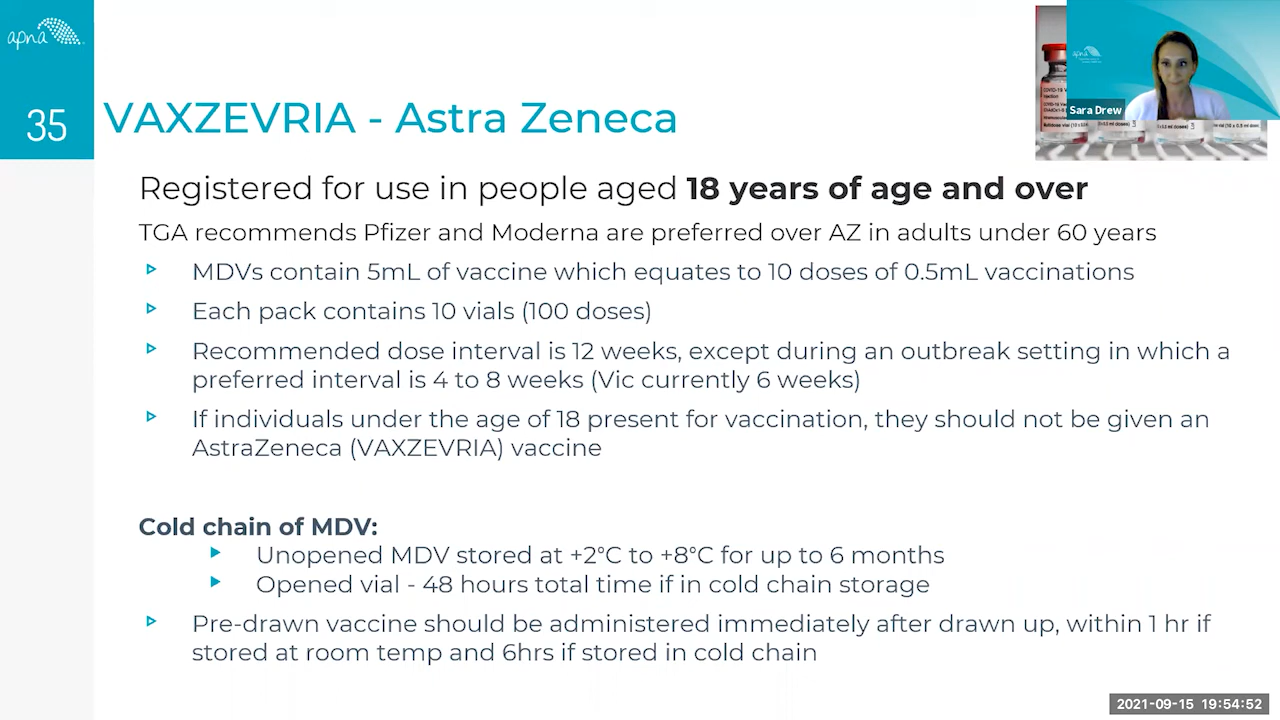 apna
35
VAXZEVRIA - Astra Zeneca
Sara Drew
Registered for use in people aged 18 years of age and over
TGA recommends Pfizer and Moderna are preferred over AZ in adults under 60 years
MDVs contain 5mL of vaccine which equates to 10 doses of 0.5mL vaccinations
Each pack contains 10 vials (100 doses)
Recommended dose interval is 12 weeks, except during an outbreak setting in which a
preferred interval is 4 to 8 weeks (Vic currently 6 weeks)
If individuals under the age of 18 present for vaccination, they should not be given an
AstraZeneca (VAXZEVRIA) vaccine
Cold chain of MDV:
Unopened MDV stored at +2°C to +8°C for up to 6 months
Opened vial - 48 hours total time if in cold chain storage
Pre-drawn vaccine should be administered immediately after drawn up, within 1 hr if
stored at room temp and 6hrs if stored in cold chain
2021-09-15 19:54:52